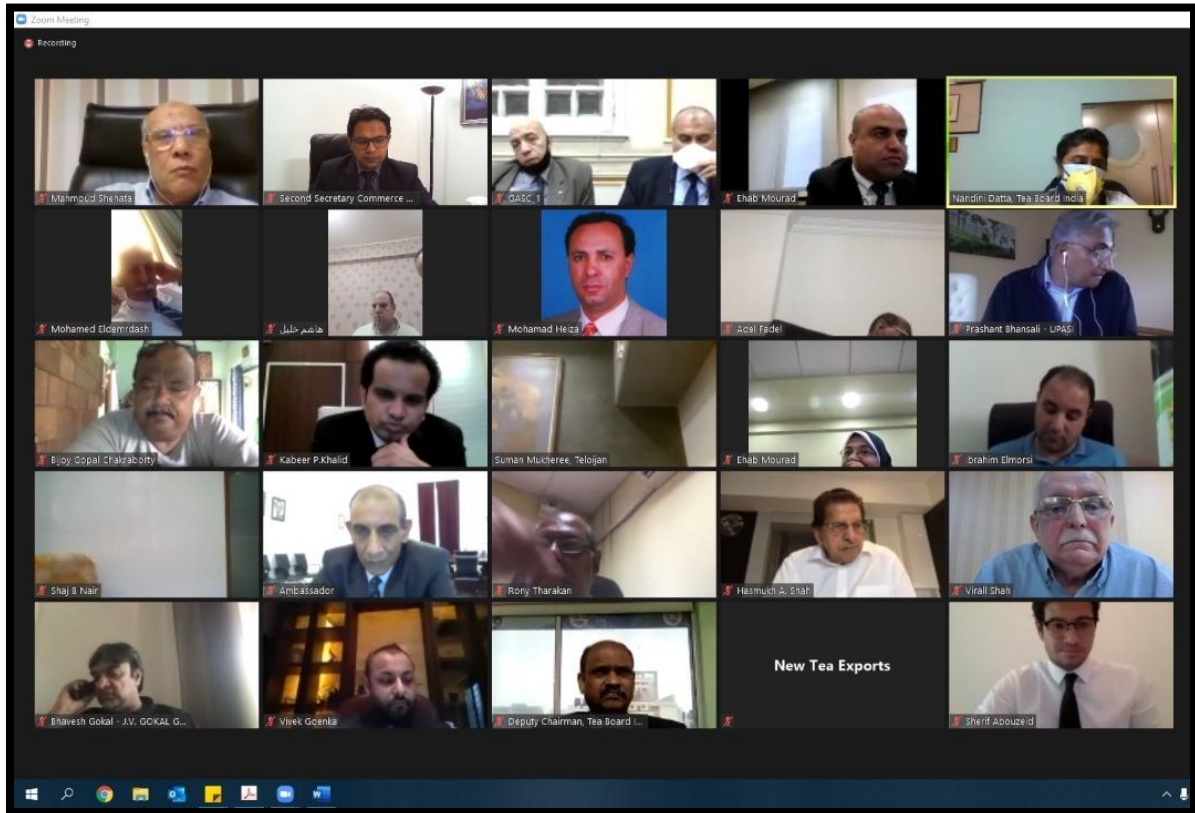 Zoom Meeting
Recording
Mahmoud Shehata
Second Secretary Commerce ...
GASC_1
Ehab Mourad
Nandini Datta, Tea Board India
Mohamed Eldemrdash
هاشم خليل
Mohamad Heiza
Adel Fadel
Prashant Bhansali - UPASI
Bijoy Gopal Chakraborty
Kabeer P.Khalid
Suman Mukheree, Teloijan
Ehab Mourad
Ibrahim Elmorsi
Shaj B Nair
Ambassador
Rony Tharakan
Hasmukh A. Shah
Virall Shah
Bhavesh Gokal - J.V. GOKAL G...
Vivek Goenka
Deputy Chairman, Tea Board I...
New Tea Exports
Sherif Abouzeid